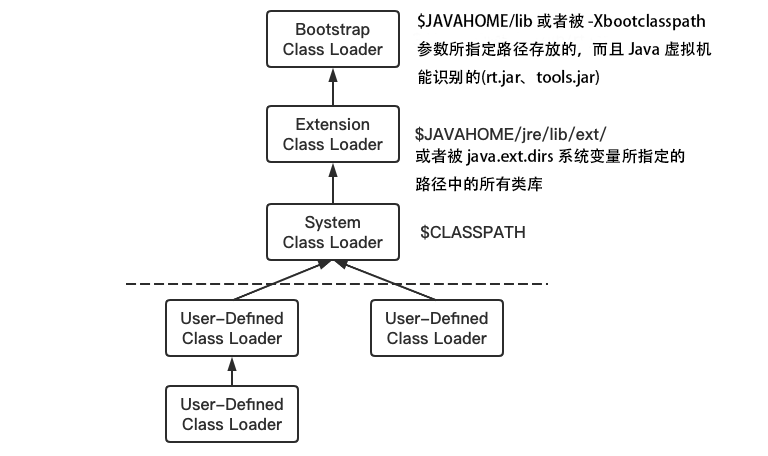 Bootstrap
Class Loader
$JAVAHOME/lib 或者被 -Xbootclasspath
参数所指定路径存放的，而且 Java 虚拟机
能识别的(rt.jar、tools.jar)
Extension
Class Loader
$JAVAHOME/jre/lib/ext/
或者被 java.ext.dirs 系统变量所指定的
路径中的所有类库
System
Class Loader
$CLASSPATH
User-Defined
Class Loader
User-Defined
Class Loader
User-Defined
Class Loader